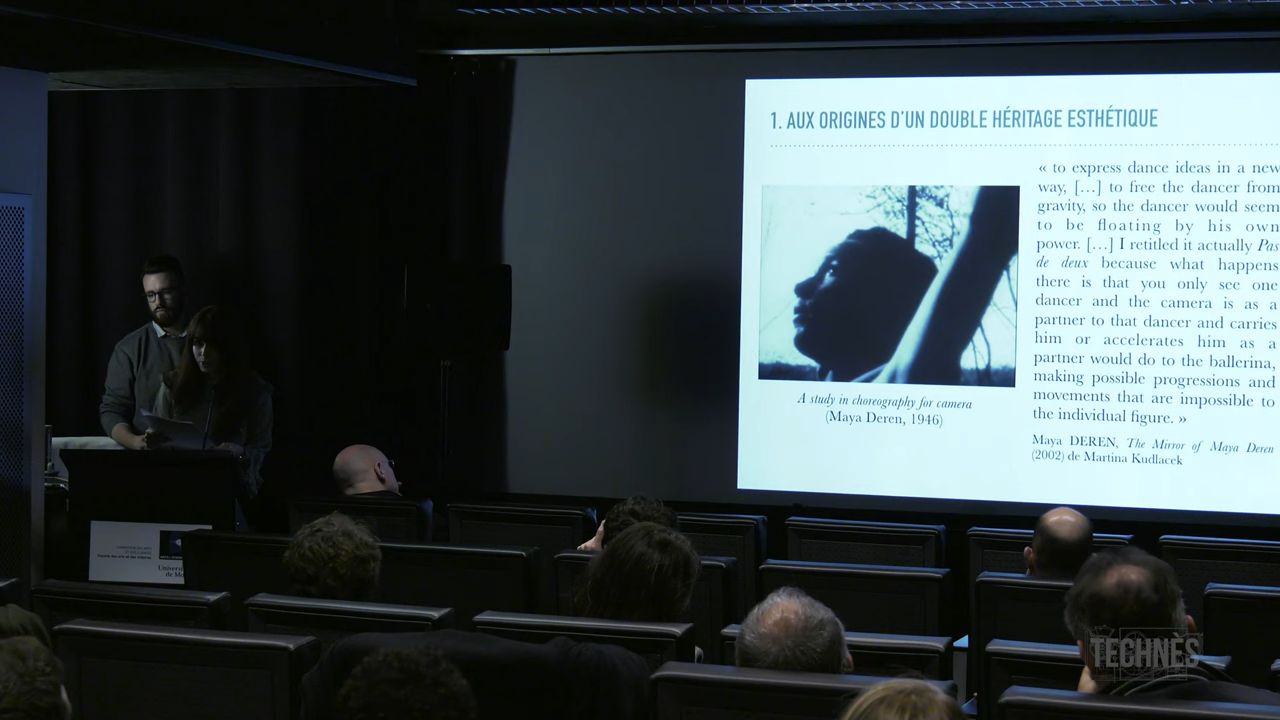 1. AUX ORIGINES D'UN DOUBLE HÉRITAGE ESTHÉTIQUE
« to express dance ideas in a new
way, […] to free the dancer from
gravity, so the dancer would seem
to be floating by his own
power. […] I retitled it actually Pas
de deux because what happens
there is that you only see one
dancer and the camera is as a
partner to that dancer and carries
him or accelerates him as a
partner would do to the ballerina,
making possible progressions and
movements that are impossible to
the individual figure. »
Maya DEREN, The Mirror of Maya Deren
(2002) de Martina Kudlacek
A study in choreography for camera
(Maya Deren, 1946)
TECHNÈS